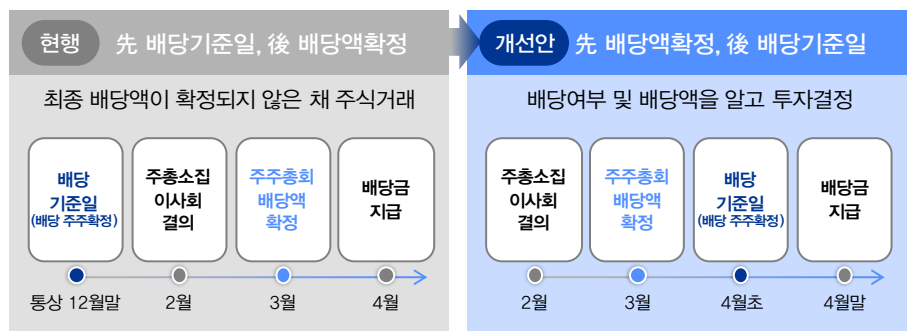 현행 先 배당기준일, 後 배당액확정
최종 배당액이 확정되지 않은 채 주식거래
배당
기준일
(배당 주주확정)
주총소집
이사회
결의
주주총회
배당액
확정
배당금
지급
통상 12월말
2월
3월
4월
개선안 先 배당액확정, 後 배당기준일
배당여부 및 배당액을 알고 투자결정
주총소집
이사회
결의
주주총회
배당액
확정
배당
기준일
(배당 주주확정)
배당금
지급
2월
3월
4월초
4월말